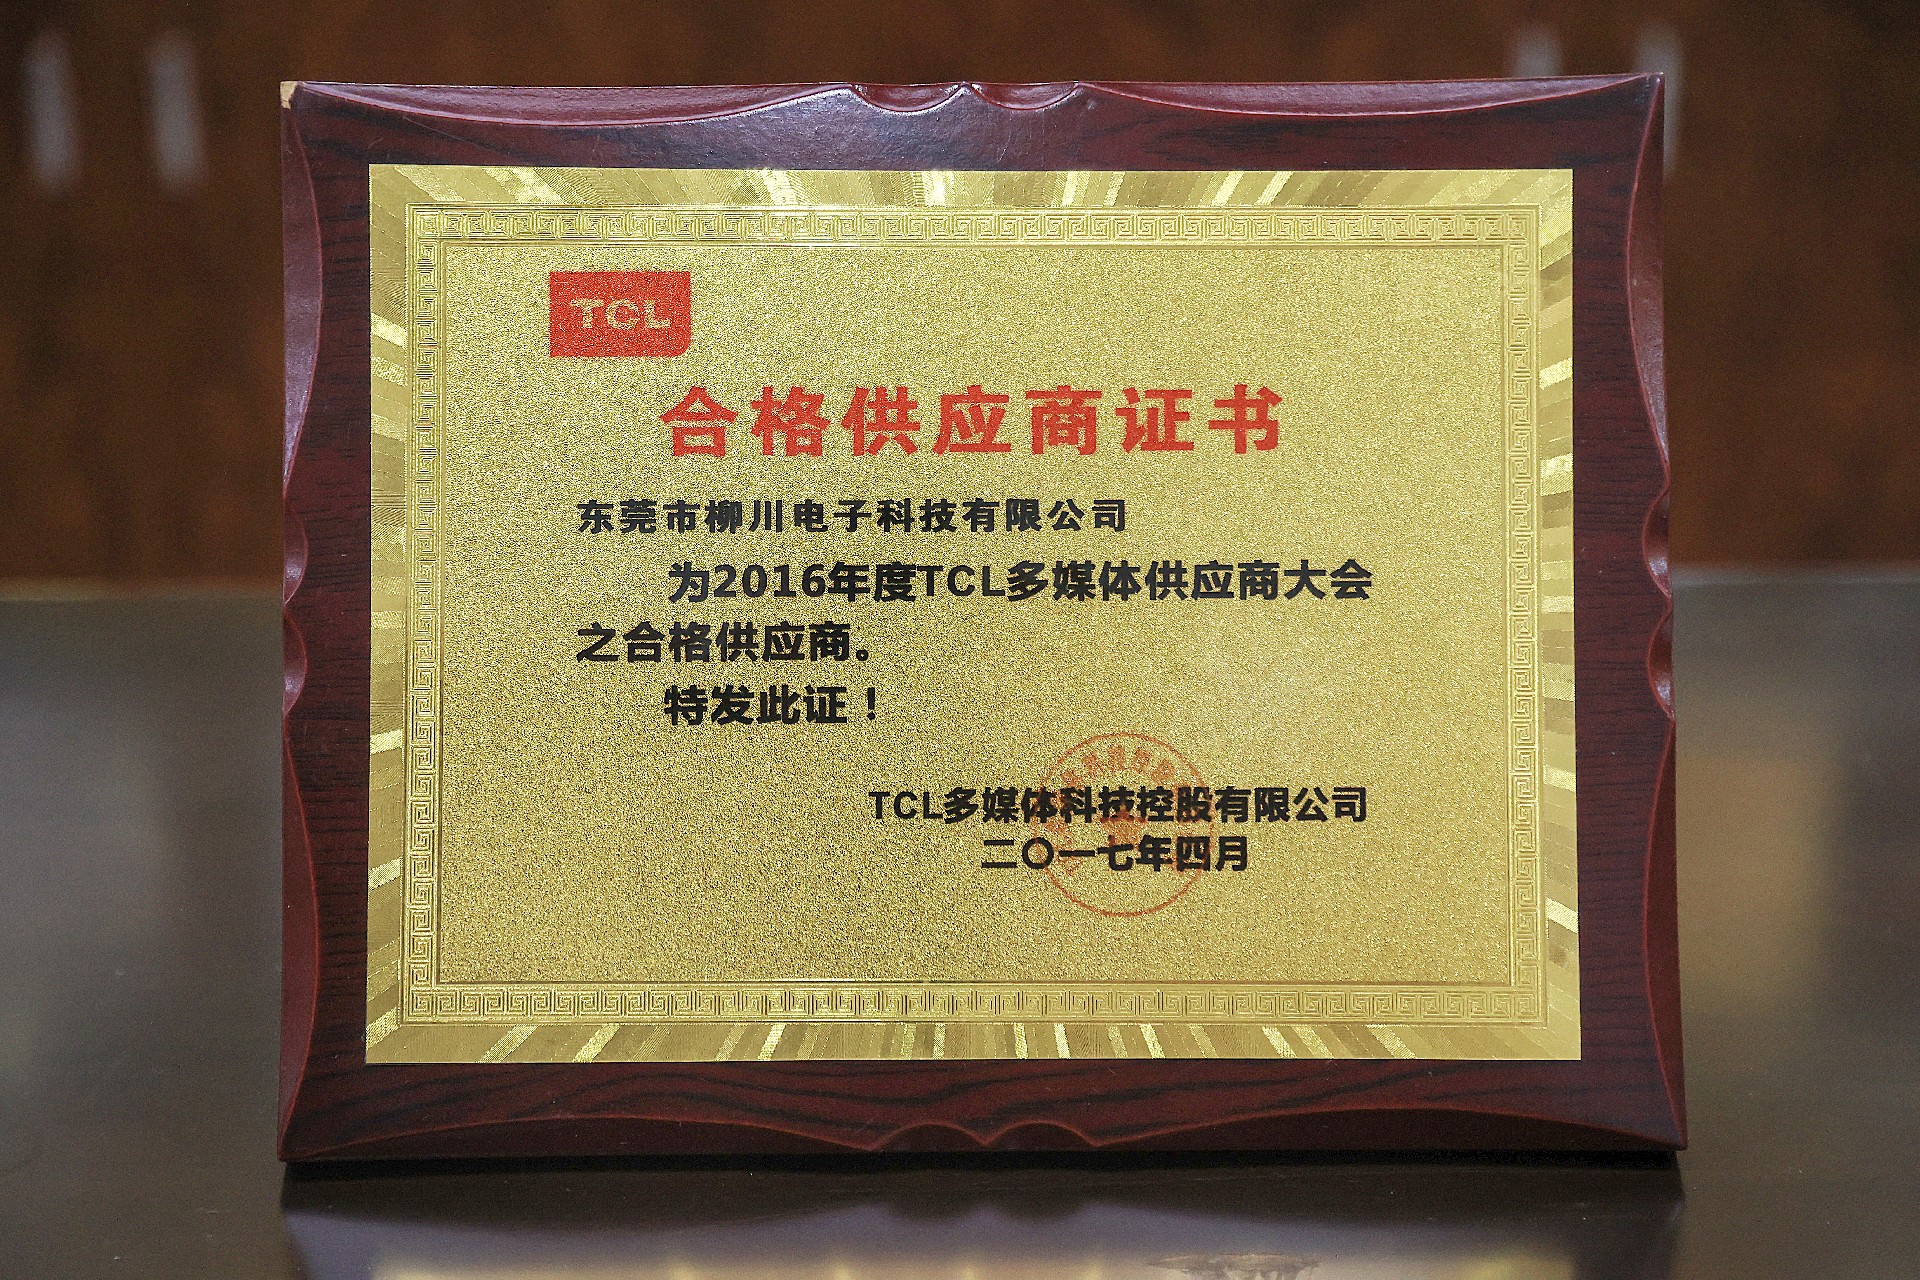 TCL
合格供应商证书
东莞市柳川电子科技有限公司
为2016年度TCL多媒体供应商大会
之合格供应商。
特发此证！
TCL多媒体科技控股有限公司
二〇一七年四月